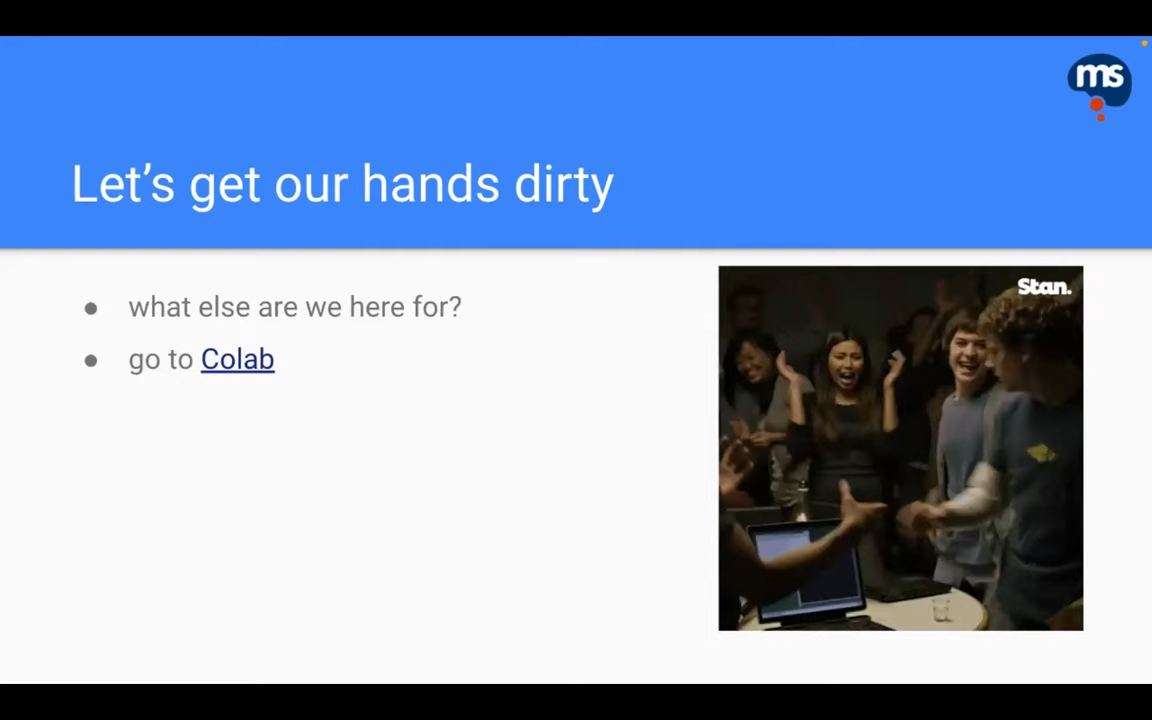 ms
Let's get our hands dirty
what else are we here for?
go to Colab
Stan.